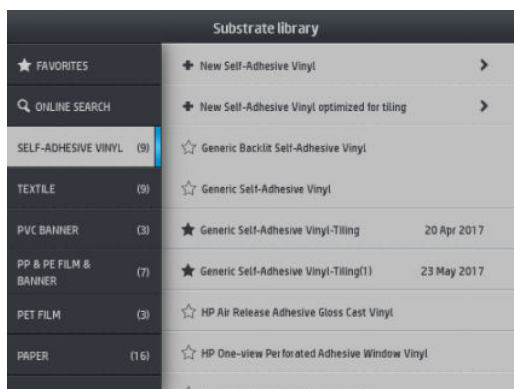 Substrate library
FAVORITES
ONLINE SEARCH
SELF-ADHESIVE VINYL (9)
TEXTILE (9)
PVC BANNER (3)
PP & PE FILM &
BANNER (7)
PET FILM (3)
PAPER (16)
New Self-Adhesive Vinyl
New Self-Adhesive Vinyl optimized for tiling
Generic Backlit Self-Adhesive Vinyl
Generic Self-Adhesive Vinyl
Generic Self-Adhesive Vinyl-Tiling 20 Apr 2017
Generic Self-Adhesive Vinyl-Tiling(1) 23 May 2017
HP Air Release Adhesive Gloss Cast Vinyl
HP One-view Perforated Adhesive Window Vinyl